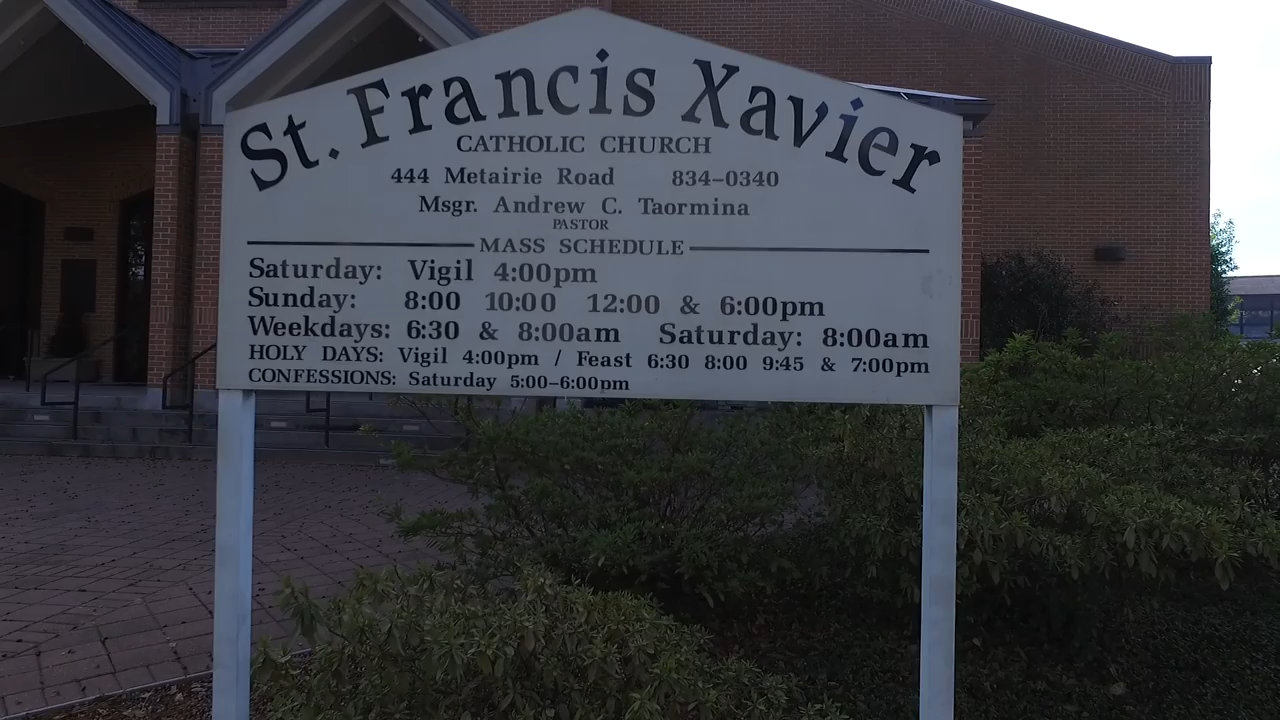 St. Francis Xavier
CATHOLIC CHURCH
444 Metairie Road 834-0340
Msgr. Andrew C. Taormina
PASTOR
MASS SCHEDULE
Saturday: Vigil 4:00pm
Sunday: 8:00 10:00 12:00 & 6:00pm
Weekdays: 6:30 & 8:00am Saturday: 8:00am
HOLY DAYS: Vigil 4:00pm / Feast 6:30 8:00 9:45 & 7:00pm
CONFESSIONS: Saturday 5:00-6:00pm